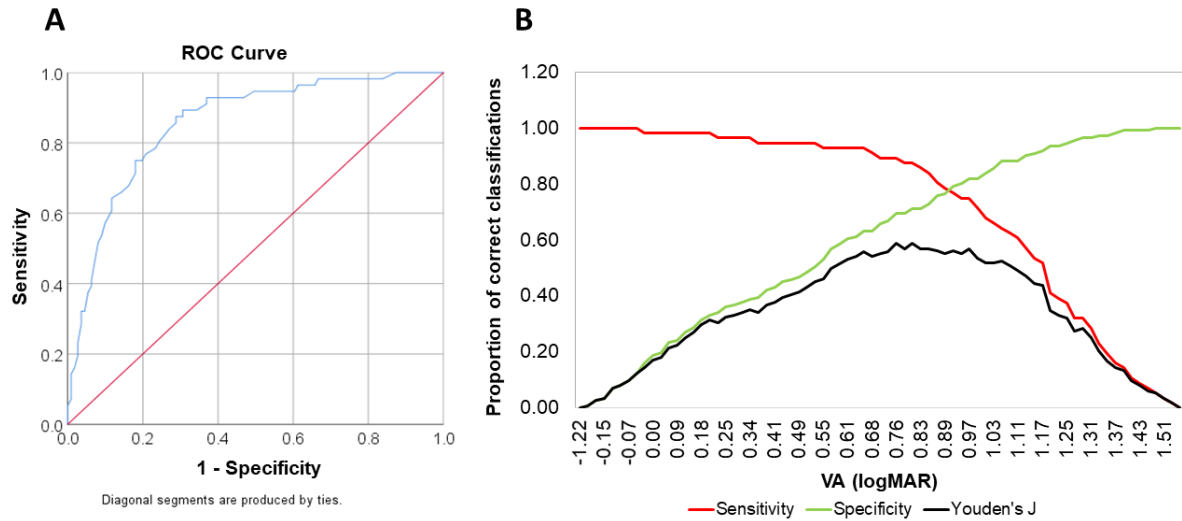 A
ROC Curve
1.0
0.8
0.6
0.4
0.2
0.0
Sensitivity
0.0 0.2 0.4 0.6 0.8 1.0
1 - Specificity
Diagonal segments are produced by ties.
B
1.20
1.00
0.80
0.60
0.40
0.20
0.00
Proportion of correct classifications
-1.22 -0.15 -0.07 0.00 0.09 0.18 0.25 0.34 0.41 0.49 0.55 0.61 0.68 0.76 0.83 0.89 0.97 1.03 1.11 1.17 1.25 1.31 1.37 1.43 1.51
VA (logMAR)
Sensitivity Specificity Youden's J